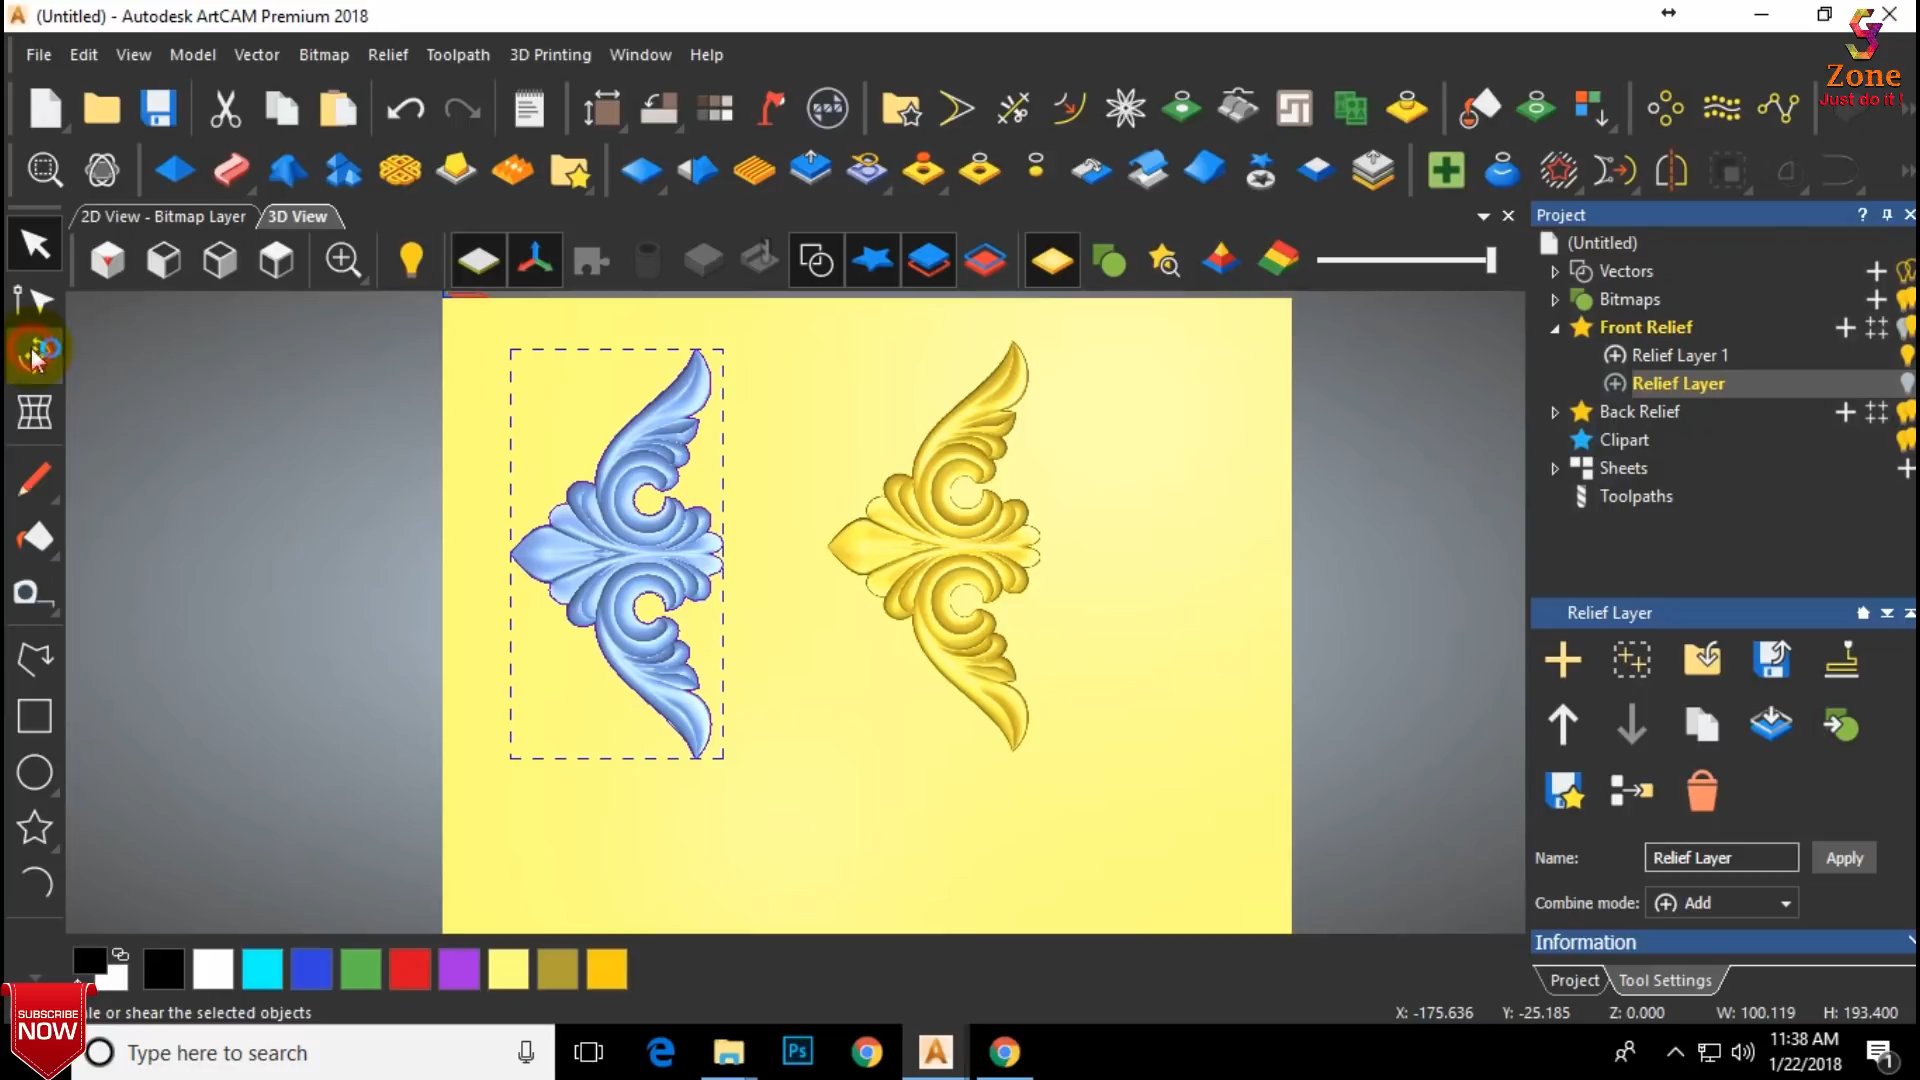 (Untitled) - Autodesk ArtCAM Premium 2018
Zone
Just do it !
File Edit View Model Vector Bitmap Relief Toolpath 3D Printing Window Help
2D View - Bitmap Layer 3D View
Project
(Untitled)
Vectors
Bitmaps
Front Relief
Relief Layer 1
Relief Layer
Back Relief
Clipart
Sheets
Toolpaths
Relief Layer
Name: Relief Layer Apply
Combine mode: Add
Information
Project Tool Settings
or shear the selected objects
X: -175.636 Y: -25.185 Z: 0.000 W: 100.119 H: 193.400
SUBSCRIBE
NOW
Type here to search
Ps
11:38 AM
1/22/2018
1